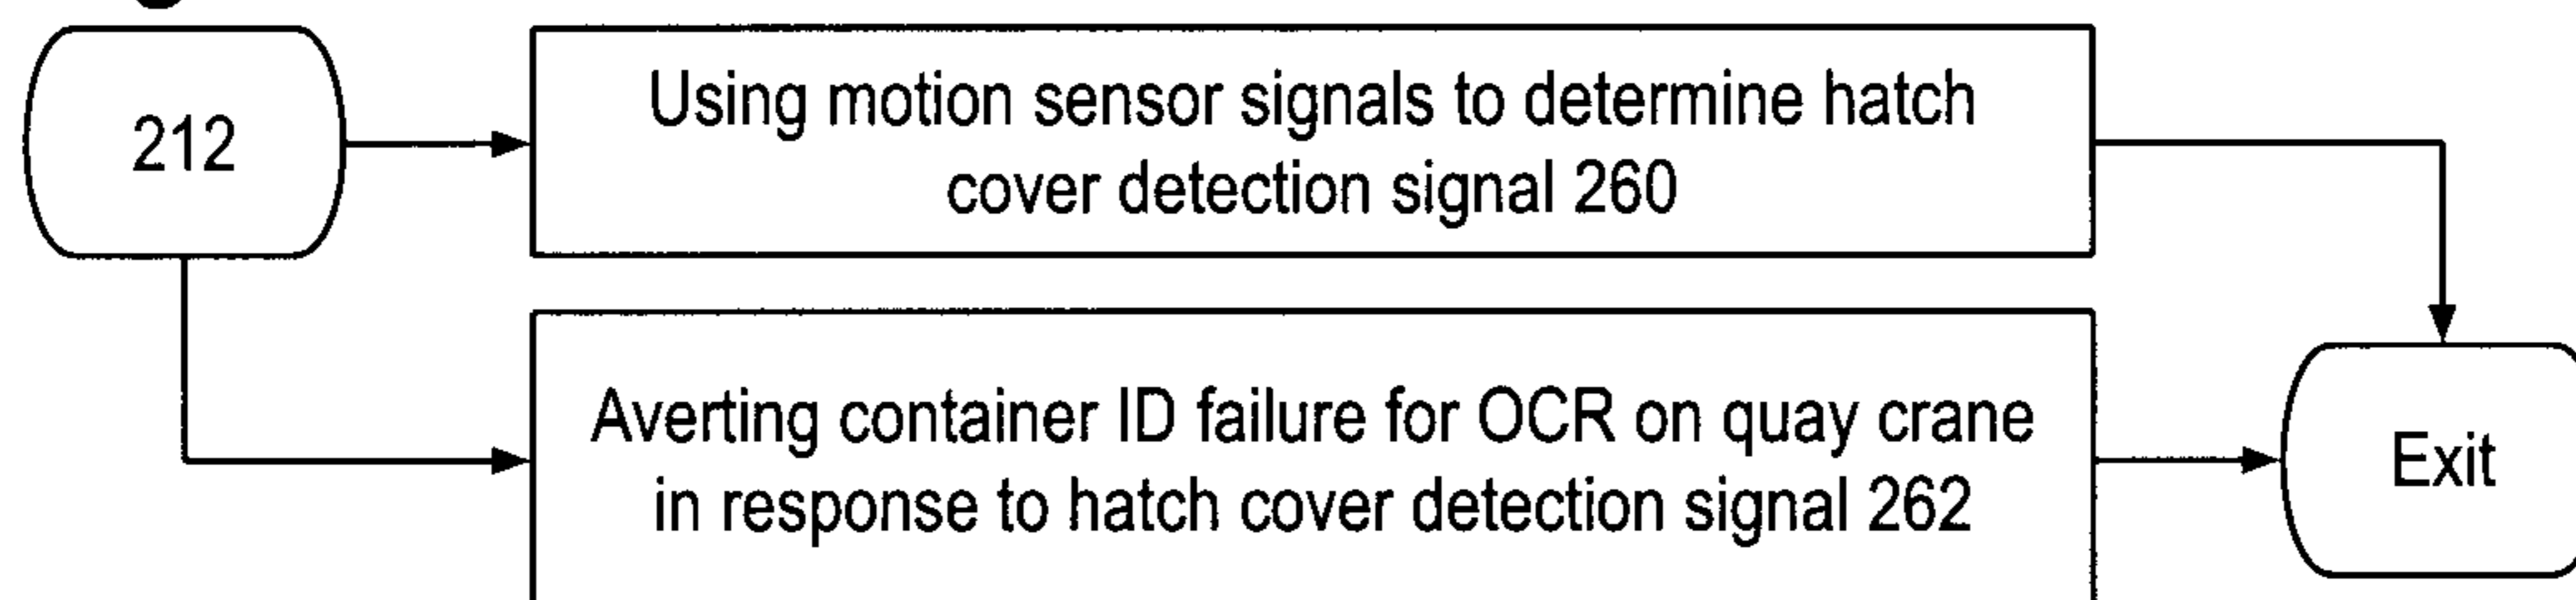 212
Using motion sensor signals to determine hatch
cover detection signal 260
Averting container ID failure for OCR on quay crane
in response to hatch cover detection signal 262
Exit